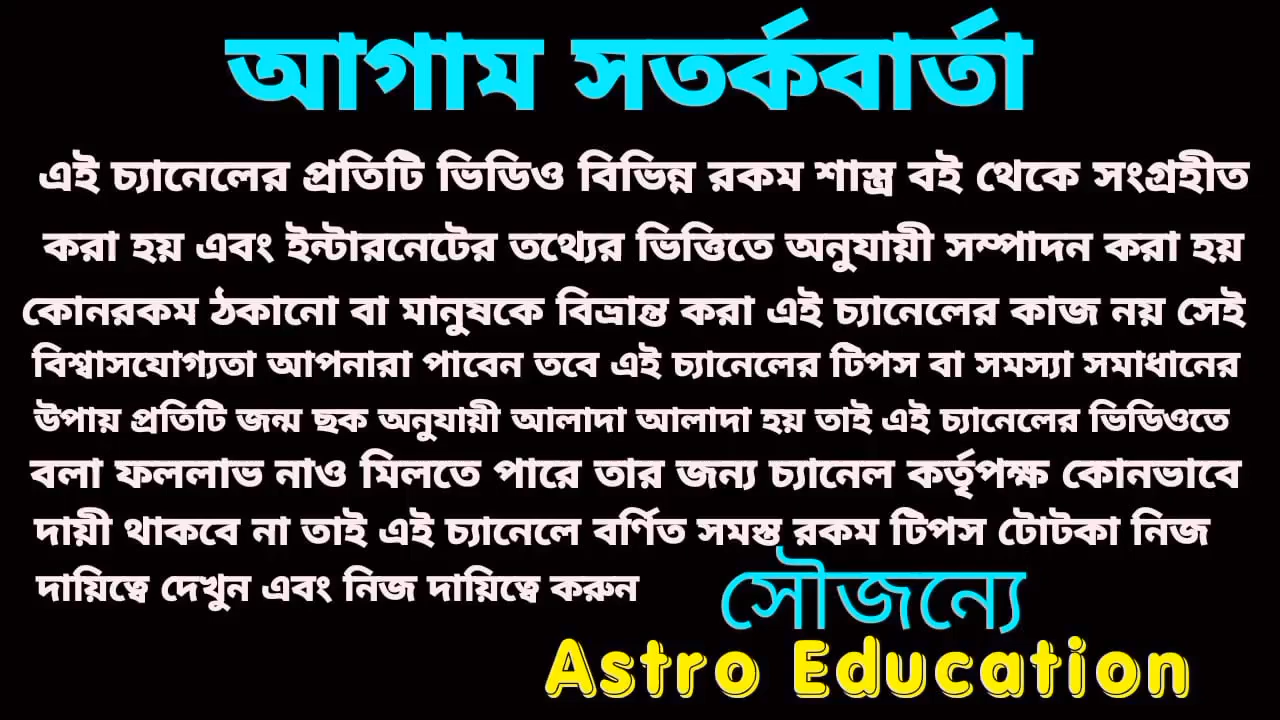 আগাম সতর্কবার্তা
এই চ্যানেলের প্রতিটি ভিডিও বিভিন্ন রকম শাস্ত্র বই থেকে সংগ্রহীত
করা হয় এবং ইন্টারনেটের তথ্যের ভিত্তিতে অনুযায়ী সম্পাদন করা হয়
কোনরকম ঠকানো বা মানুষকে বিভ্রান্ত করা এই চ্যানেলের কাজ নয় সেই
বিশ্বাসযোগ্যতা আপনারা পাবেন তবে এই চ্যানেলের টিপস বা সমস্যা সমাধানের
উপায় প্রতিটি জন্ম ছক অনুযায়ী আলাদা আলাদা হয় তাই এই চ্যানেলের ভিডিওতে
বলা ফললাভ নাও মিলতে পারে তার জন্য চ্যানেল কর্তৃপক্ষ কোনভাবে
দায়ী থাকবে না তাই এই চ্যানেলে বর্ণিত সমস্ত রকম টিপস টোটকা নিজ
দায়িত্বে দেখুন এবং নিজ দায়িত্বে করুন
সৌজন্যে
Astro Education